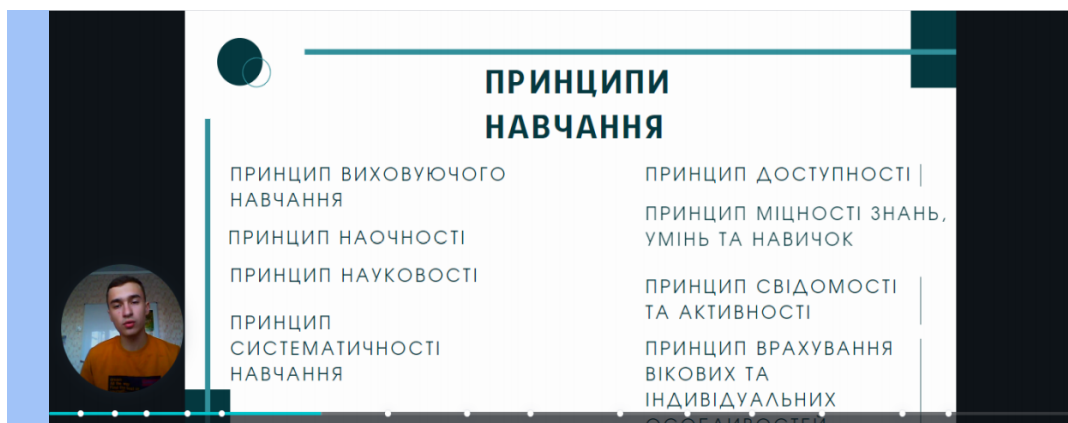 ПРИНЦИПИ
НАВЧАННЯ
ПРИНЦИП ВИХОВУЮЧОГО
НАВЧАННЯ
ПРИНЦИП НАОЧНОСТІ
ПРИНЦИП НАУКОВОСТІ
ПРИНЦИП
СИСТЕМАТИЧНОСТІ
НАВЧАННЯ
ПРИНЦИП ДОСТУПНОСТІ
ПРИНЦИП МІЦНОСТІ ЗНАНЬ,
УМІНЬ ТА НАВИЧОК
ПРИНЦИП СВІДОМОСТІ
ТА АКТИВНОСТІ
ПРИНЦИП ВРАХУВАННЯ
ВІКОВИХ ТА
ІНДИВІДУАЛЬНИХ
ОСОБЛИВОСТЕЙ